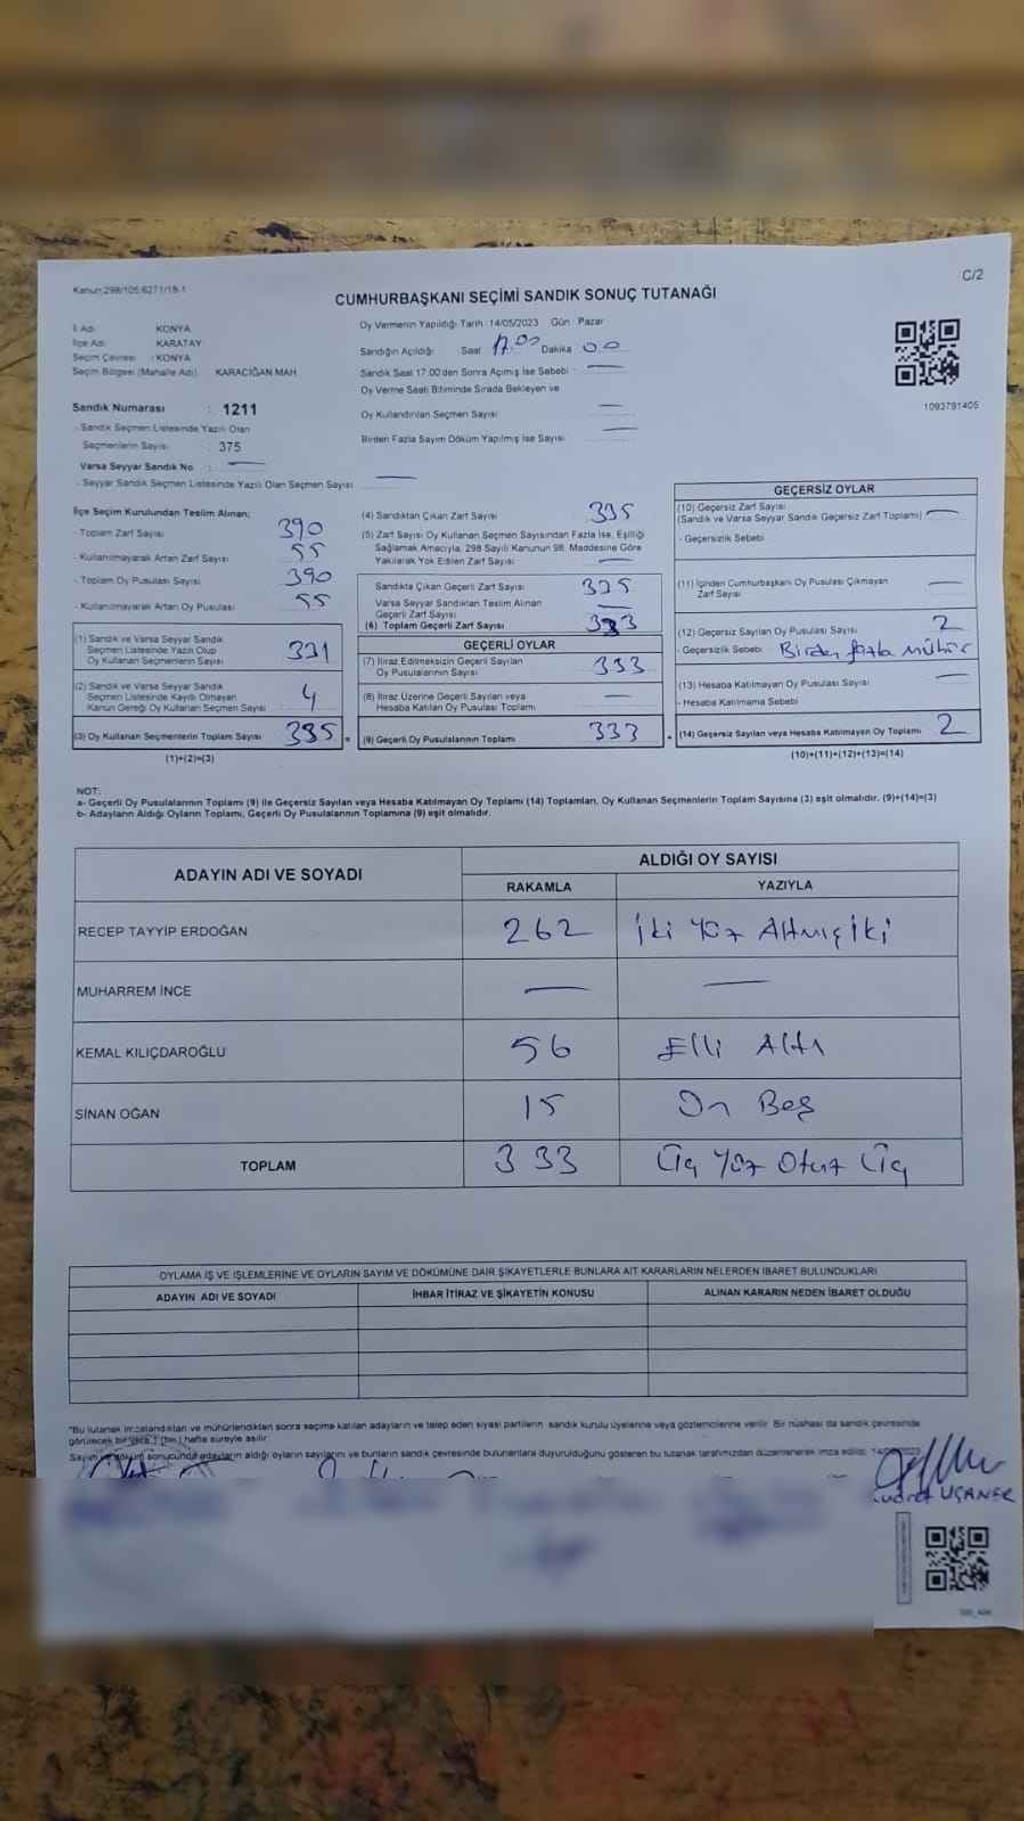 Kanun:298/105;6271/18-1
C/2
CUMHURBAŞKANI SEÇİMİ SANDIK SONUÇ TUTANAĞI
İl Adı : KONYA
İlçe Adı : KARATAY
Seçim Çevresi : KONYA
Seçim Bölgesi (Mahalle Adı) : KARACİĞAN MAH
Sandık Numarası : 1211
- Sandık Seçmen Listesinde Yazılı Olan
Seçmenlerin Sayısı : 375
Varsa Seyyar Sandık No : —
- Seyyar Sandık Seçmen Listesinde Yazılı Olan Seçmen Sayısı —
Oy Vermenin Yapıldığı Tarih :14/05/2023 Gün : Pazar
Sandığın Açıldığı Saat 17.00 Dakika 00
Sandık Saat 17.00'den Sonra Açımış İse Sebebi : —
Oy Verme Saati Bitiminde Sırada Bekleyen ve
Oy Kullandırılan Seçmen Sayısı —
Birden Fazla Sayım Döküm Yapılmış İse Sayısı —
1093791405
İlçe Seçim Kurulundan Teslim Alınan:
- Toplam Zarf Sayısı 390
- Kullanılmayarak Artan Zarf Sayısı 55
- Toplam Oy Pusulası Sayısı 390
- Kullanılmayarak Artan Oy Pusulası 55
(1) Sandık ve Varsa Seyyar Sandık
Seçmen Listesinde Yazılı Olup
Oy Kullanan Seçmenlerin Sayısı 331
(2) Sandık ve Varsa Seyyar Sandık
Seçmen Listesinde Kayıtlı Olmayan
Kanun Gereği Oy Kullanan Seçmen Sayısı 4
(3) Oy Kullanan Seçmenlerin Toplam Sayısı 335
(1)+(2)=(3)
(4) Sandıktan Çıkan Zarf Sayısı 335
(5) Zarf Sayısı Oy Kullanan Seçmen Sayısından Fazla İse, Eşitliği
Sağlamak Amacıyla, 298 Sayılı Kanunun 98. Maddesine Göre
Yakılarak Yok Edilen Zarf Sayısı —
Sandıkta Çıkan Geçerli Zarf Sayısı 335
Varsa Seyyar Sandıktan Teslim Alınan
Geçerli Zarf Sayısı —
(6) Toplam Geçerli Zarf Sayısı 333
GEÇERLİ OYLAR
(7) İtiraz Edilmeksizin Geçerli Sayılan
Oy Pusulalarının Sayısı 333
(8) İtiraz Üzerine Geçerli Sayılan veya
Hesaba Katılan Oy Pusulası Toplamı —
(9) Geçerli Oy Pusulalarının Toplamı 333
GEÇERSİZ OYLAR
(10) Geçersiz Zarf Sayısı
(Sandık ve Varsa Seyyar Sandık Geçersiz Zarf Toplamı) —
- Geçersizlik Sebebi
(11) İçinden Cumhurbaşkanı Oy Pusulası Çıkmayan
Zarf Sayısı —
(12) Geçersiz Sayılan Oy Pusulası Sayısı 2
- Geçersizlik Sebebi Birden fazla mühür
(13) Hesaba Katılmayan Oy Pusulası Sayısı —
- Hesaba Katılmama Sebebi
(14) Geçersiz Sayılan veya Hesaba Katılmayan Oy Toplamı 2
(10)+(11)+(12)+(13)=(14)
NOT:
a- Geçerli Oy Pusulalarının Toplamı (9) ile Geçersiz Sayılan veya Hesaba Katılmayan Oy Toplamı (14) Toplamları, Oy Kullanan Seçmenlerin Toplam Sayısına (3) eşit olmalıdır. (9)+(14)=(3)
b- Adayların Aldığı Oyların Toplamı, Geçerli Oy Pusulalarının Toplamına (9) eşit olmalıdır.
ADAYIN ADI VE SOYADI
ALDIĞI OY SAYISI
RAKAMLA YAZIYLA
RECEP TAYYİP ERDOĞAN 262 İki Yüz Altmış İki
MUHARREM İNCE — —
KEMAL KILIÇDAROĞLU 56 Elli Altı
SİNAN OĞAN 15 On Beş
TOPLAM 333 Üç Yüz Otuz Üç
OYLAMA İŞ VE İŞLEMLERİNE VE OYLARIN SAYIM VE DÖKÜMÜNE DAİR ŞİKAYETLERLE BUNLARA AİT KARARLARIN NELERDEN İBARET BULUNDUKLARI
ADAYIN ADI VE SOYADI İHBAR İTİRAZ VE ŞİKAYETİN KONUSU ALINAN KARARIN NEDEN İBARET OLDUĞU
*Bu tutanak imzalandıktan ve mühürlendikten sonra seçime katılan adayların ve talep eden siyasi partilerin sandık kurulu üyelerine veya gözlemcilerine verilir. Bir nüshası da sandık çevresinde
görülecek bir yere 1 (bir) hafta süreyle asılır.
Sayım ve döküm sonucunda adayların aldığı oyların sayılarını ve bunların sandık çevresinde bulunanlara duyurulduğunu gösteren bu tutanak tarafımızdan düzenlenerek imza edildi.
UÇANER